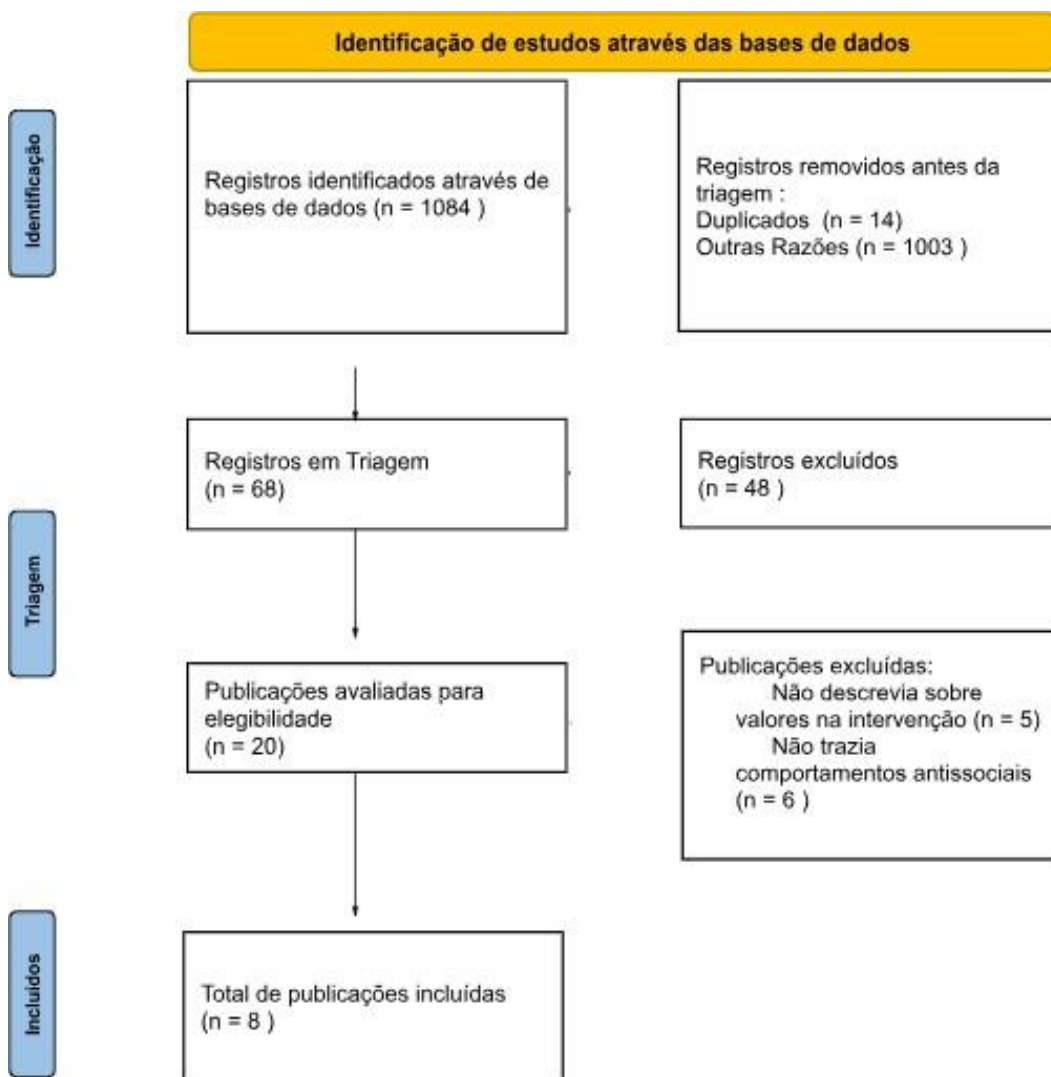 Identificação de estudos através das bases de dados
Identificação
Registros identificados através de
bases de dados (n = 1084 )
Registros removidos antes da
triagem :
Duplicados  (n = 14)
Outras Razões (n = 1003 )
Triagem
Registros em Triagem
(n = 68)
Registros excluídos
(n = 48 )
Publicações avaliadas para
elegibilidade
(n = 20)
Publicações excluídas:
Não descrevia sobre
valores na intervenção (n = 5)
Não trazia
comportamentos antissociais
(n = 6 )
Incluídos
Total de publicações incluídas
(n = 8 )